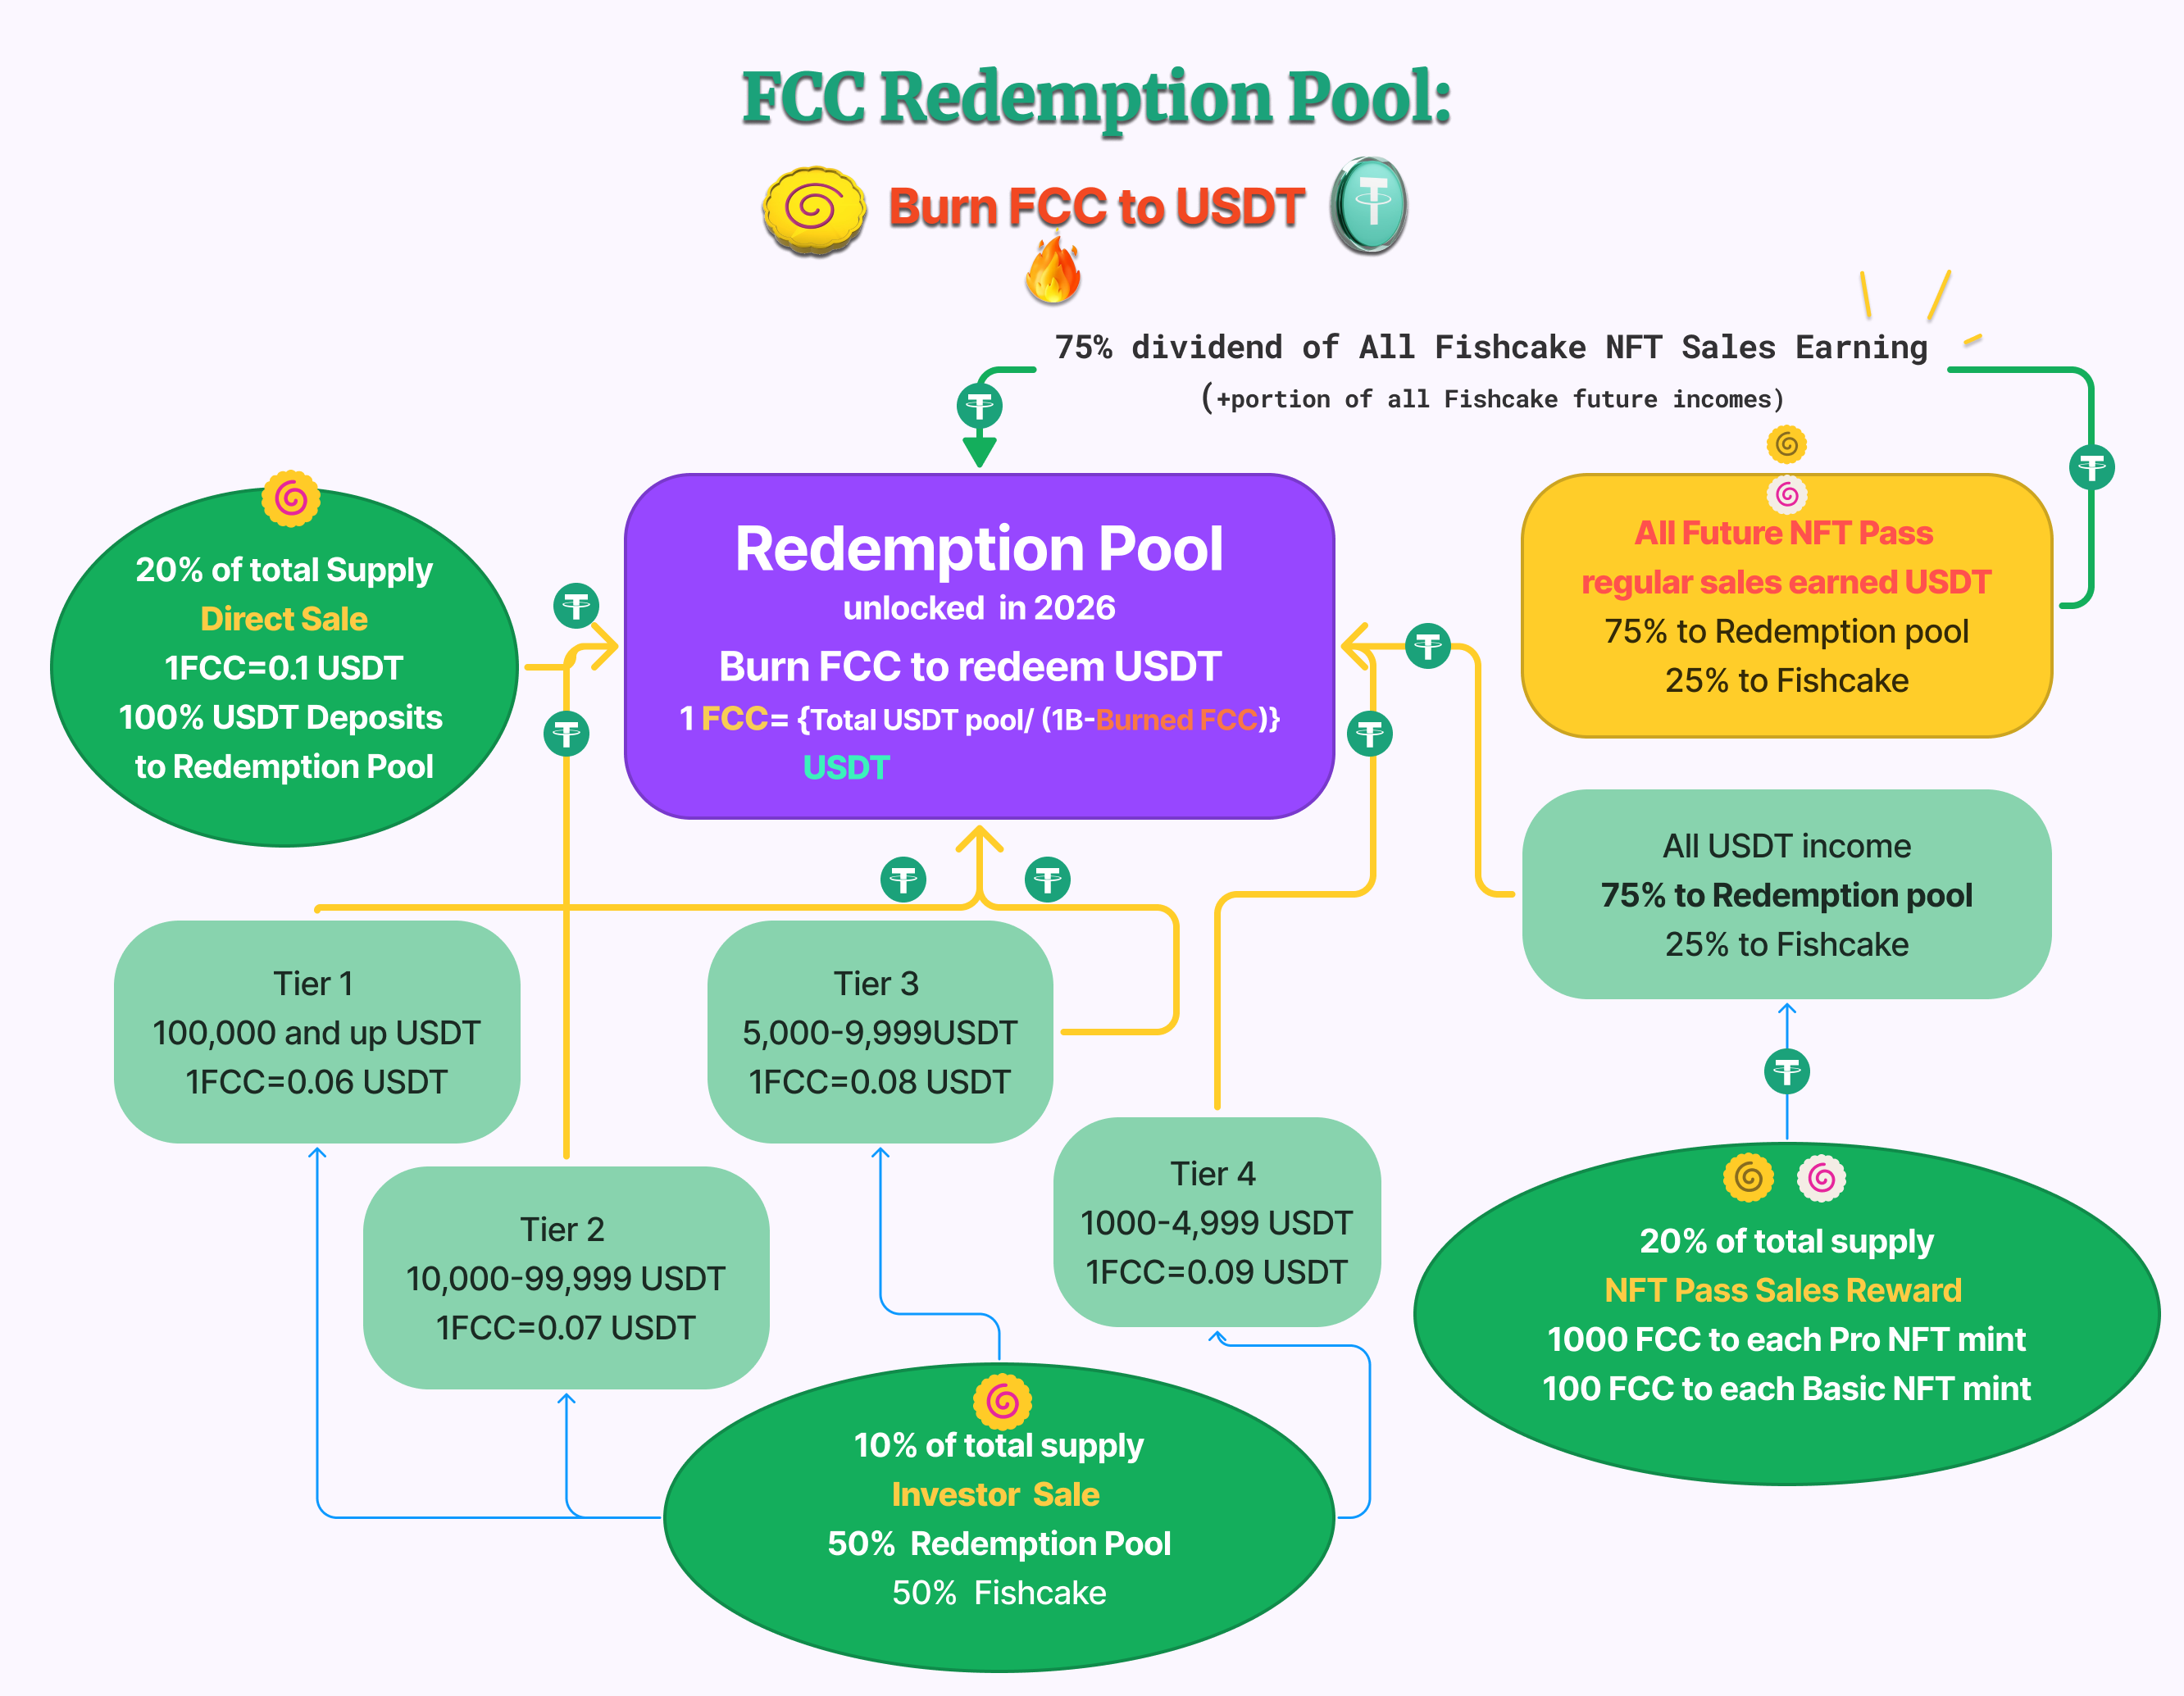 FCC Redemption Pool:
Burn FCC to USDT
75% dividend of All Fishcake NFT Sales Earning
(+portion of all Fishcake future incomes)
20% of total Supply
Direct Sale
1FCC=0.1 USDT
100% USDT Deposits
to Redemption Pool
Redemption Pool
unlocked in 2026
Burn FCC to redeem USDT
1 FCC= {Total USDT pool/ (1B-Burned FCC)}
USDT
All Future NFT Pass
regular sales earned USDT
75% to Redemption pool
25% to Fishcake
All USDT income
75% to Redemption pool
25% to Fishcake
Tier 1
100,000 and up USDT
1FCC=0.06 USDT
Tier 3
5,000-9,999USDT
1FCC=0.08 USDT
Tier 2
10,000-99,999 USDT
1FCC=0.07 USDT
Tier 4
1000-4,999 USDT
1FCC=0.09 USDT
20% of total supply
NFT Pass Sales Reward
1000 FCC to each Pro NFT mint
100 FCC to each Basic NFT mint
10% of total supply
Investor Sale
50% Redemption Pool
50% Fishcake